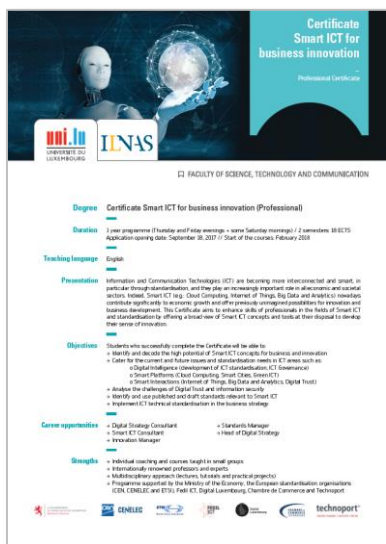 Certificate
Smart ICT for
business innovation
–
Professional Certificate
uni.lu
UNIVERSITÉ DU
LUXEMBOURG
ILNAS
FACULTY OF SCIENCE, TECHNOLOGY AND COMMUNICATION
Degree Certificate Smart ICT for business innovation (Professional)
Duration 1 year programme (Thursday and Friday evenings + some Saturday mornings) / 2 semesters 18 ECTS
Application opening date: September 18, 2017 // Start of the courses: February 2018
Teaching language English
Presentation Information and Communication Technologies (ICT) are becoming more interconnected and smart, in
particular through standardisation, and they play an increasingly important role in all economic and societal
sectors. Indeed, Smart ICT (e.g.: Cloud Computing, Internet of Things, Big Data and Analytics) nowadays
contribute significantly to economic growth and offer previously unimagined possibilities for innovation and
business development. This Certificate aims to enhance skills of professionals in the fields of Smart ICT
and standardisation by offering a broad view of Smart ICT concepts and tools at their disposal to develop
their sense of innovation.
Objectives Students who successfully complete the Certificate will be able to:
+ Identify and decode the high potential of Smart ICT concepts for business and innovation
+ Cater for the current and future issues and standardisation needs in ICT areas such as:
o Digital Intelligence (development of ICT standardisation, ICT Governance)
o Smart Platforms (Cloud Computing, Smart Cities, Green ICT)
o Smart Interactions (Internet of Things, Big Data and Analytics, Digital Trust)
+ Analyse the challenges of Digital Trust and information security
+ Identify and use published and draft standards relevant to Smart ICT
+ Implement ICT technical standardisation in the business strategy
Career opportunities + Digital Strategy Consultant + Standards Manager
+ Smart ICT Consultant + Head of Digital Strategy
+ Innovation Manager
Strengths + Individual coaching and courses taught in small groups
+ Internationally renowned professors and experts
+ Multidisciplinary approach (lectures, tutorials and practical projects)
+ Programme supported by the Ministry of the Economy, the European standardisation organisations
(CEN, CENELEC and ETSI), Fedil ICT, Digital Luxembourg, Chambre de Commerce and Technoport
cen CENELEC ETSI FEDIL technoport